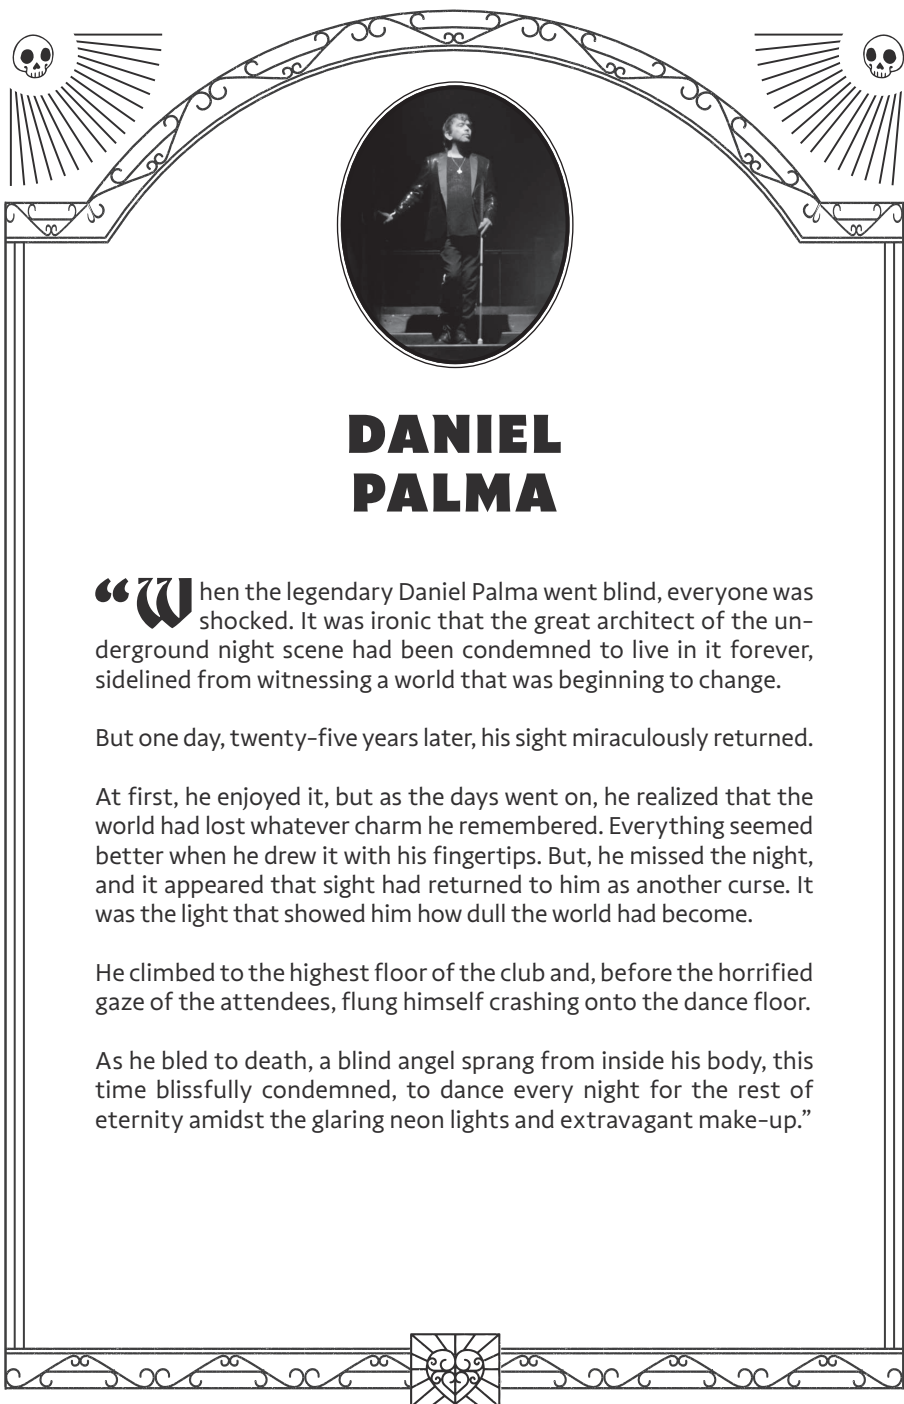 DANIEL
PALMA
“When the legendary Daniel Palma went blind, everyone was
shocked. It was ironic that the great architect of the un-
derground night scene had been condemned to live in it forever,
sidelined from witnessing a world that was beginning to change.
But one day, twenty-five years later, his sight miraculously returned.
At first, he enjoyed it, but as the days went on, he realized that the
world had lost whatever charm he remembered. Everything seemed
better when he drew it with his fingertips. But, he missed the night,
and it appeared that sight had returned to him as another curse. It
was the light that showed him how dull the world had become.
He climbed to the highest floor of the club and, before the horrified
gaze of the attendees, flung himself crashing onto the dance floor.
As he bled to death, a blind angel sprang from inside his body, this
time blissfully condemned, to dance every night for the rest of
eternity amidst the glaring neon lights and extravagant make-up.”